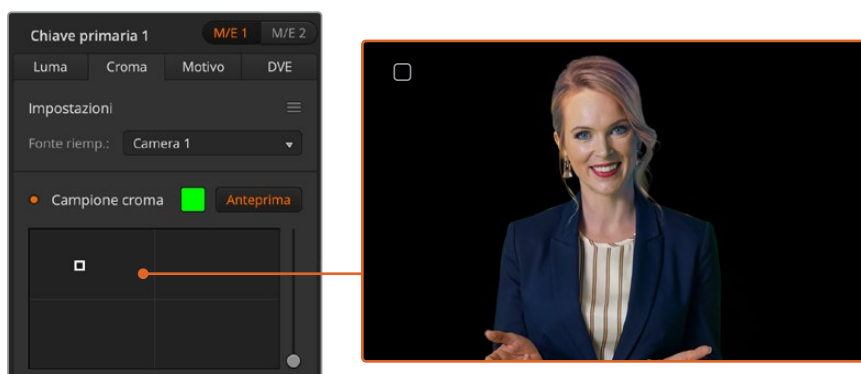 Chiave primaria 1
M/E 1 M/E 2
Luma Croma Motivo DVE
Impostazioni
Fonte riemp.: Camera 1
Campione croma Anteprima